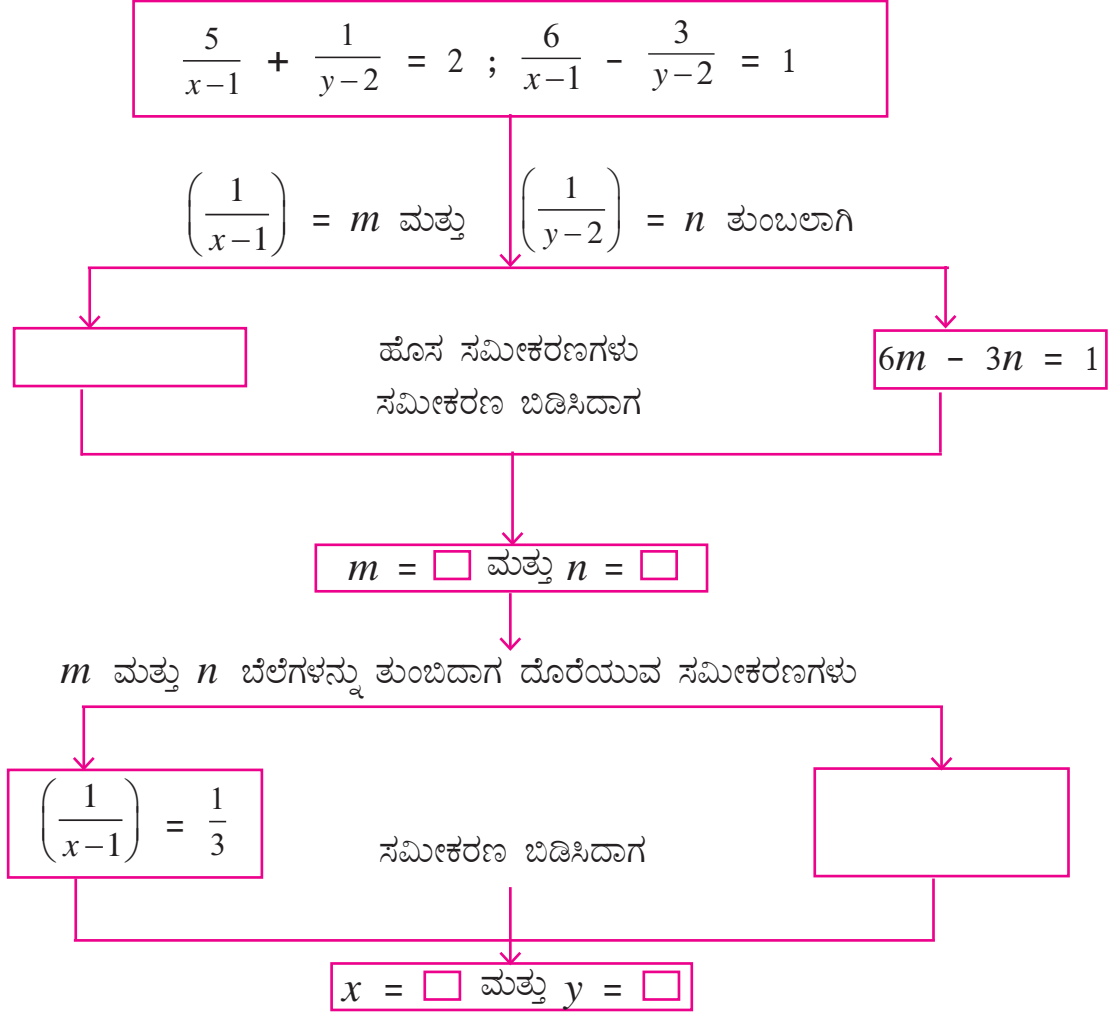 5/(x−1) + 1/(y−2) = 2 ; 6/(x−1) - 3/(y−2) = 1
(1/(x−1)) = m ಮತ್ತು (1/(y−2)) = n ತುಂಬಲಾಗಿ
ಹೊಸ ಸಮೀಕರಣಗಳು
6m - 3n = 1
ಸಮೀಕರಣ ಬಿಡಿಸಿದಾಗ
m = □ ಮತ್ತು n = □
m ಮತ್ತು n ಬೆಲೆಗಳನ್ನು ತುಂಬಿದಾಗ ದೊರೆಯುವ ಸಮೀಕರಣಗಳು
(1/(x−1)) = 1/3
ಸಮೀಕರಣ ಬಿಡಿಸಿದಾಗ
x = □ ಮತ್ತು y = □